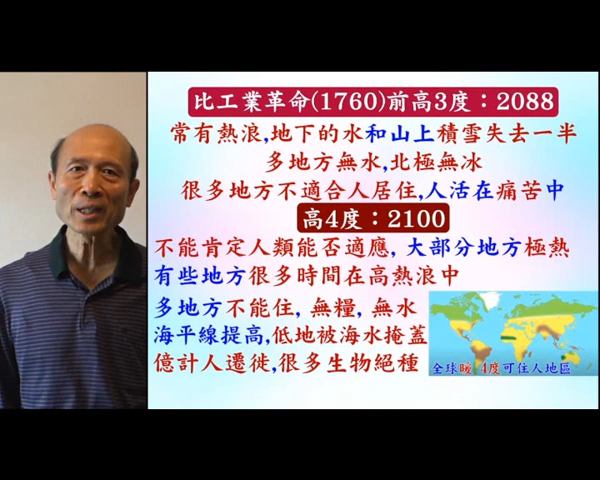 比工業革命(1760)前高3度：2088
常有熱浪,地下的水和山上積雪失去一半
多地方無水,北極無冰
很多地方不適合人居住,人活在痛苦中
高4度：2100
不能肯定人類能否適應, 大部分地方極熱
有些地方很多時間在高熱浪中
多地方不能住, 無糧, 無水
海平線提高,低地被海水掩蓋
億計人遷徙,很多生物絕種
全球暖 4度可住人地區